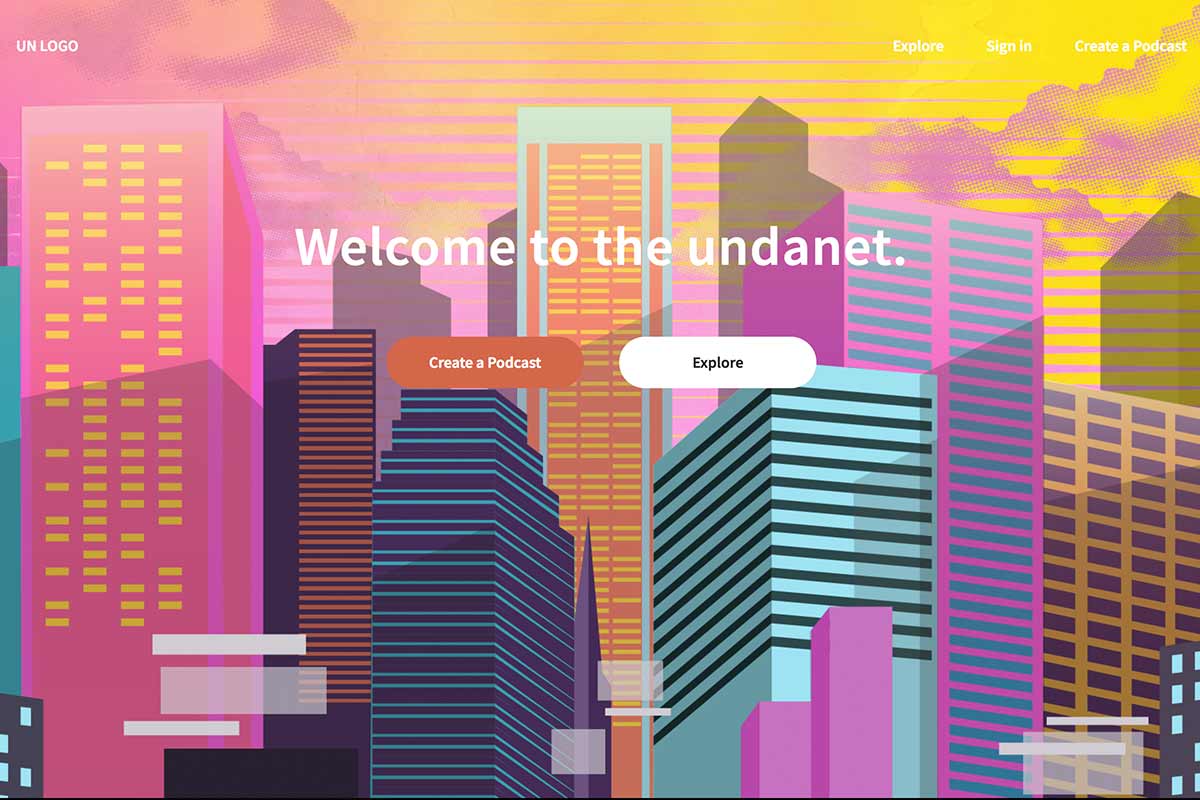 UN LOGO
Explore
Sign in
Create a Podcast
Welcome to the undanet.
Create a Podcast
Explore